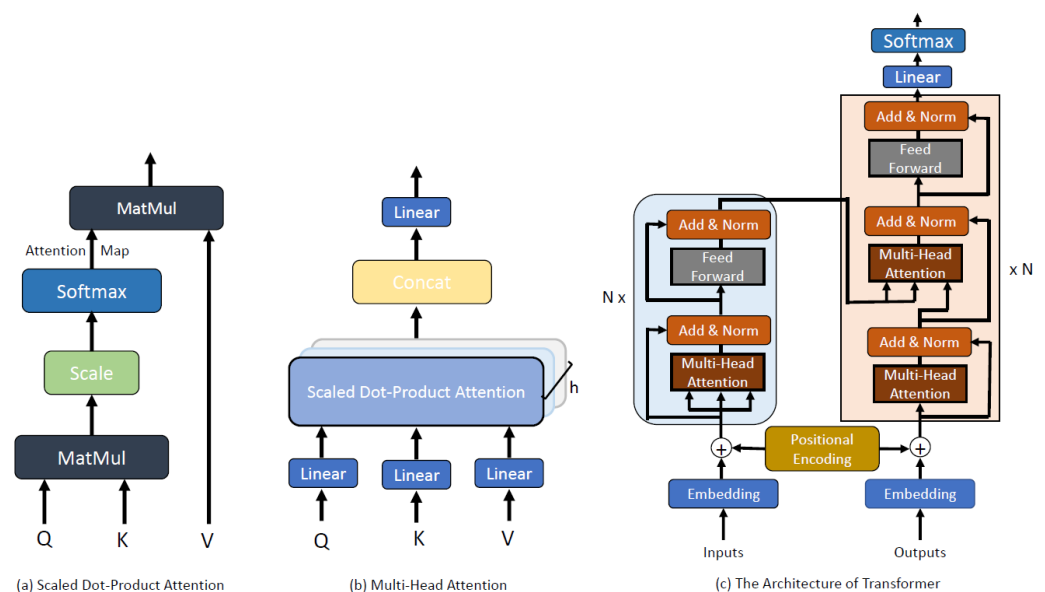 MatMul
Attention Map
Softmax
Scale
MatMul
Q K V
(a) Scaled Dot-Product Attention
Linear
Concat
Scaled Dot-Product Attention
h
Linear Linear Linear
Q K V
(b) Multi-Head Attention
Softmax
Linear
Add & Norm
Feed
Forward
Add & Norm
Multi-Head
Attention
Add & Norm
Multi-Head
Attention
x N
Add & Norm
Feed
Forward
N x
Add & Norm
Multi-Head
Attention
+
Positional
Encoding
+
Embedding
Embedding
Inputs
Outputs
(c) The Architecture of Transformer